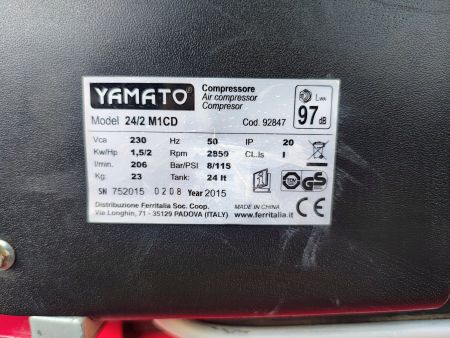 YAMATO®
Compressore
Air compressor
Compresor
LWA
97 dB
Model 24/2 M1CD Cod. 92847
Vca 230 Hz 50 IP 20
Kw/Hp 1,5/2 Rpm 2850 CL.is I
l/min. 206 Bar/PSI 8/115
Kg: 23 Tank: 24 lt
GS
SN 752015 0208 Year 2015
Distribuzione Ferritalia Soc. Coop.
Via Longhin, 71 - 35129 PADOVA (ITALY)
MADE IN CHINA
www.ferritalia.it
CE